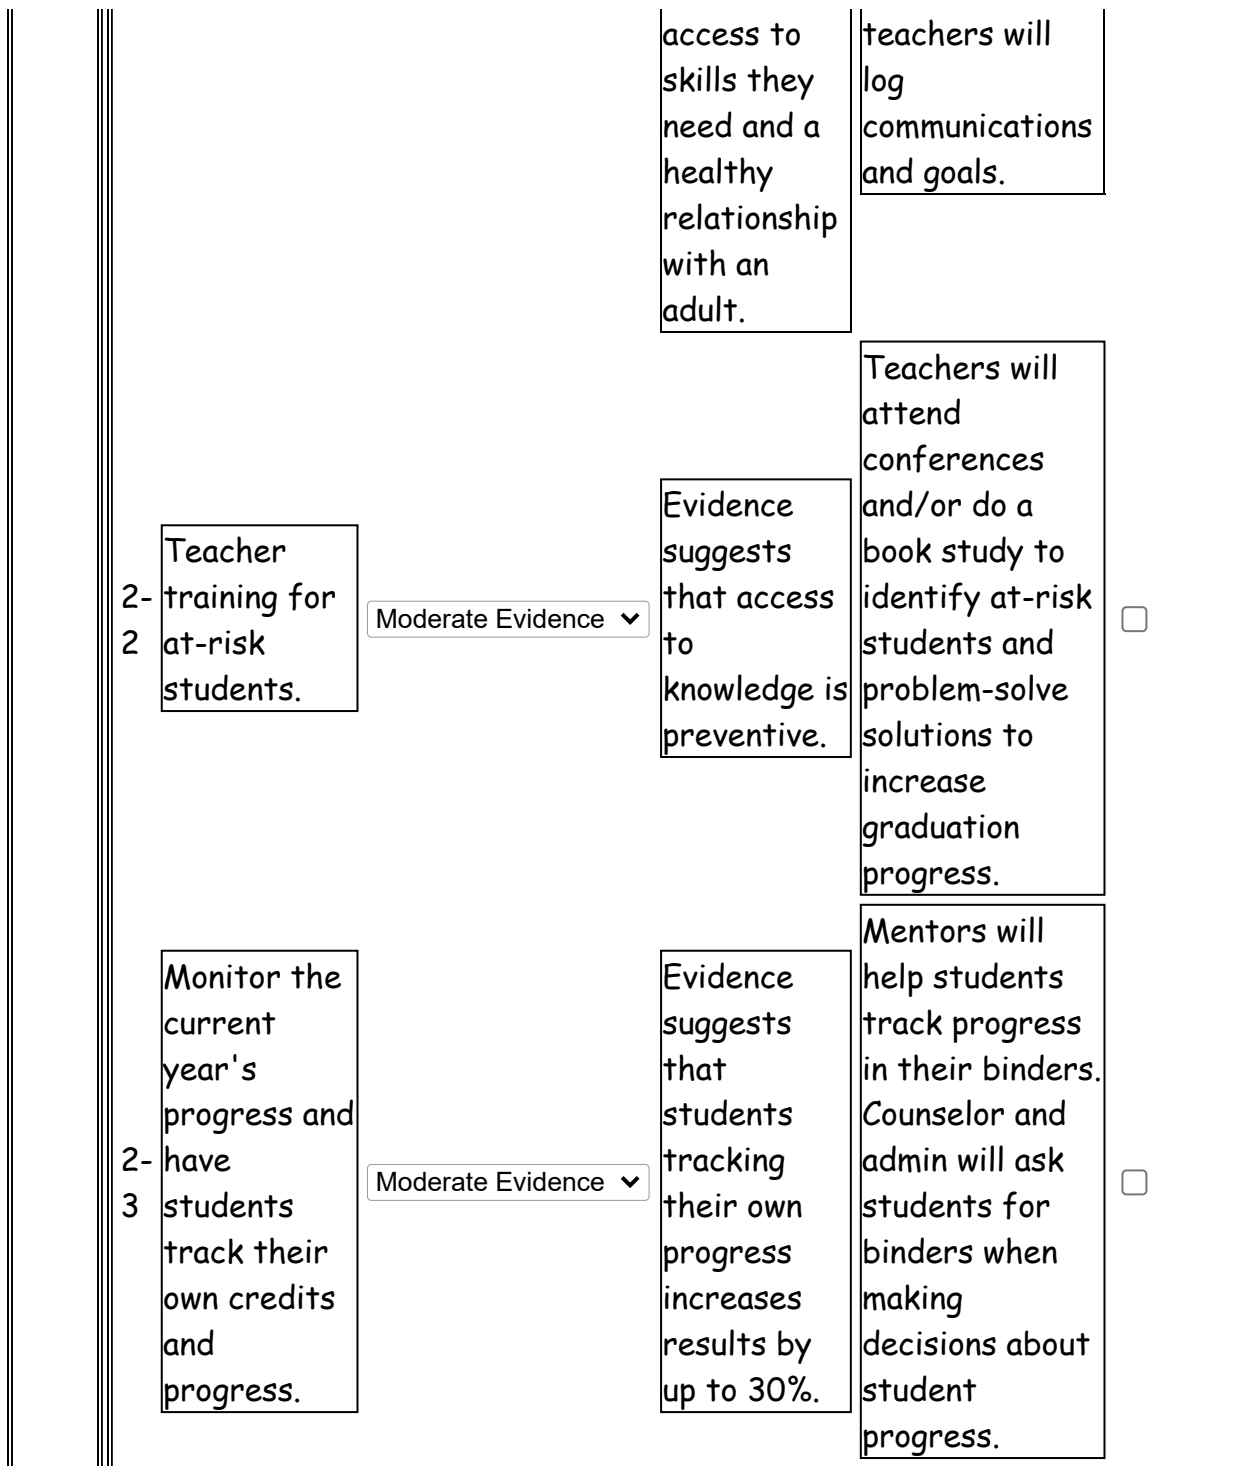 access to
skills they
need and a
healthy
relationship
with an
adult.
teachers will
log
communications
and goals.
2-
2
Teacher
training for
at-risk
students.
Moderate Evidence
Evidence
suggests
that access
to
knowledge is
preventive.
Teachers will
attend
conferences
and/or do a
book study to
identify at-risk
students and
problem-solve
solutions to
increase
graduation
progress.
2-
3
Monitor the
current
year's
progress and
have
students
track their
own credits
and
progress.
Moderate Evidence
Evidence
suggests
that
students
tracking
their own
progress
increases
results by
up to 30%.
Mentors will
help students
track progress
in their binders.
Counselor and
admin will ask
students for
binders when
making
decisions about
student
progress.